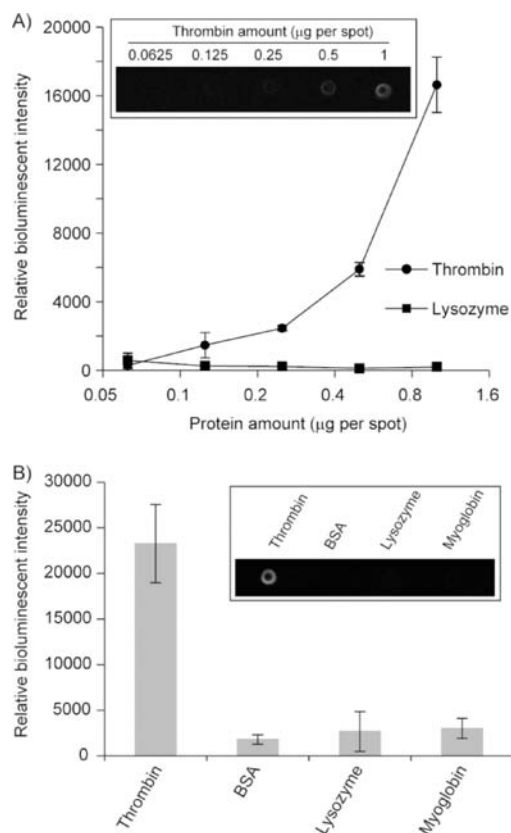 A)
20000
16000
12000
8000
4000
0
Relative bioluminescent intensity
Thrombin amount (μg per spot)
0.0625 0.125 0.25 0.5 1
Thrombin
Lysozyme
0.05 0.1 0.2 0.4 0.8 1.6
Protein amount (μg per spot)
B)
30000
25000
20000
15000
10000
5000
0
Relative bioluminescent intensity
Thrombin BSA Lysozyme Myoglobin
Thrombin BSA Lysozyme Myoglobin